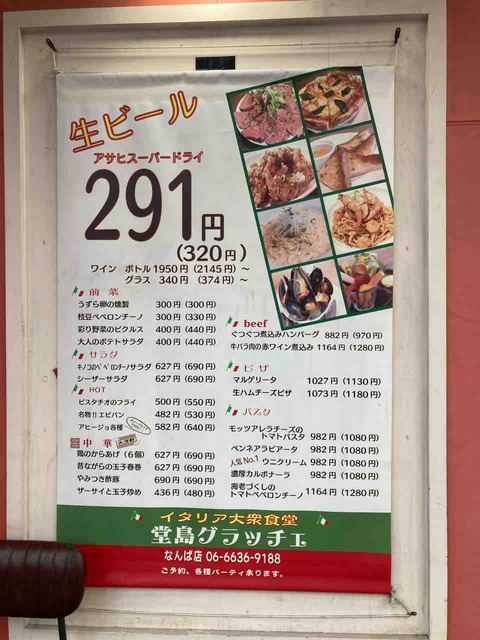 生ビール
アサヒスーパードライ
291円
(320円)
ワイン ボトル 1950円 (2145円) ~
グラス 340円 (374円) ~
前菜
うずら卵の燻製 300円 (300円)
枝豆ペペロンチーノ 300円 (330円)
彩り野菜のピクルス 400円 (440円)
大人のポテトサラダ 400円 (440円)
サラダ
キノコのペペロンチーノサラダ 627円 (690円)
シーザーサラダ 627円 (690円)
HOT
ピスタチオのフライ 500円 (550円)
名物!!エビパン 482円 (530円)
アヒージョ各種 582円 (640円)
中華
鶏のからあげ (6個) 627円 (690円)
昔ながらの玉子春巻 627円 (690円)
やみつき酢豚 690円 (690円)
ザーサイと玉子炒め 436円 (480円)
beef
ぐつぐつ煮込みハンバーグ 882円 (970円)
牛バラ肉の赤ワイン煮込み 1164円 (1280円)
ピザ
マルゲリータ 1027円 (1130円)
生ハムチーズピザ 1073円 (1180円)
パスタ
モッツアレラチーズの
トマトパスタ 982円 (1080円)
ペンネアラビアータ 982円 (1080円)
人気No.1 ウニクリーム 982円 (1080円)
濃厚カルボナーラ 982円 (1080円)
海老づくしの
トマトペペロンチーノ 1164円 (1280円)
イタリア大衆食堂
堂島グラッチェ
なんば店 06-6636-9188
ご予約、各種パーティ承ります。